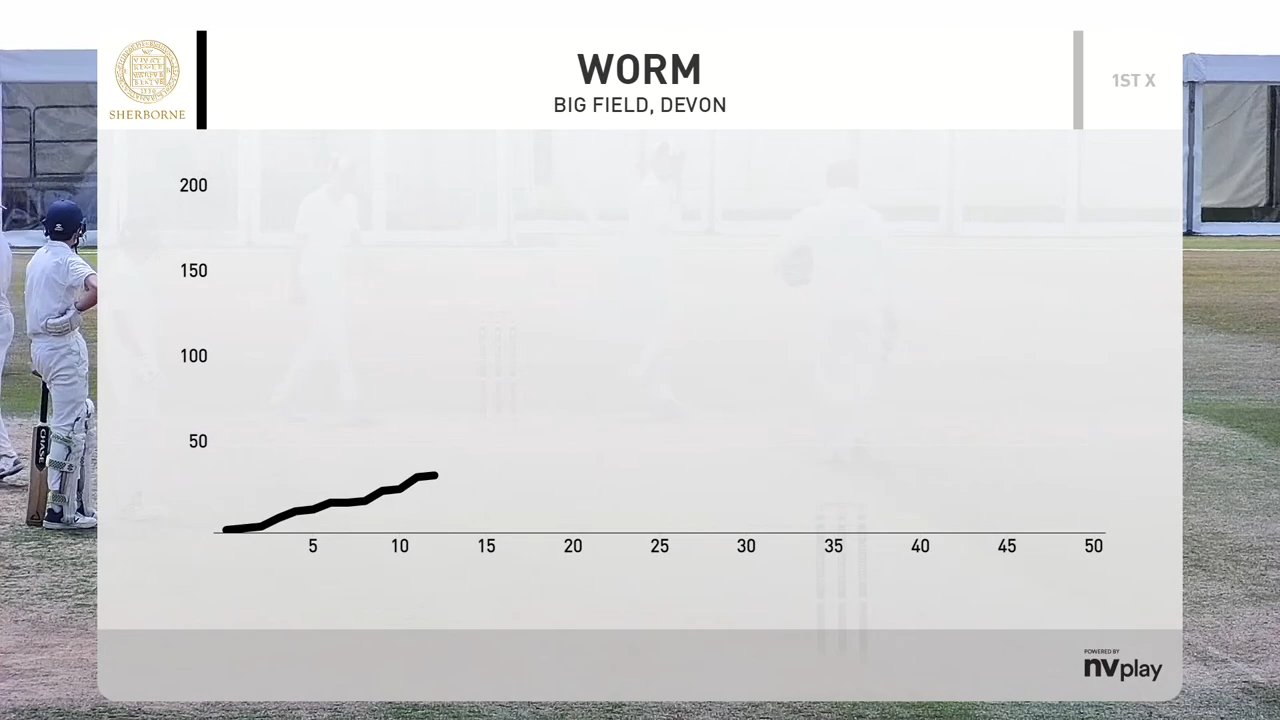 WORM
BIG FIELD, DEVON
SHERBORNE
1ST X
200
150
100
50
5 10 15 20 25 30 35 40 45 50
CHASE
POWERED BY
nvplay